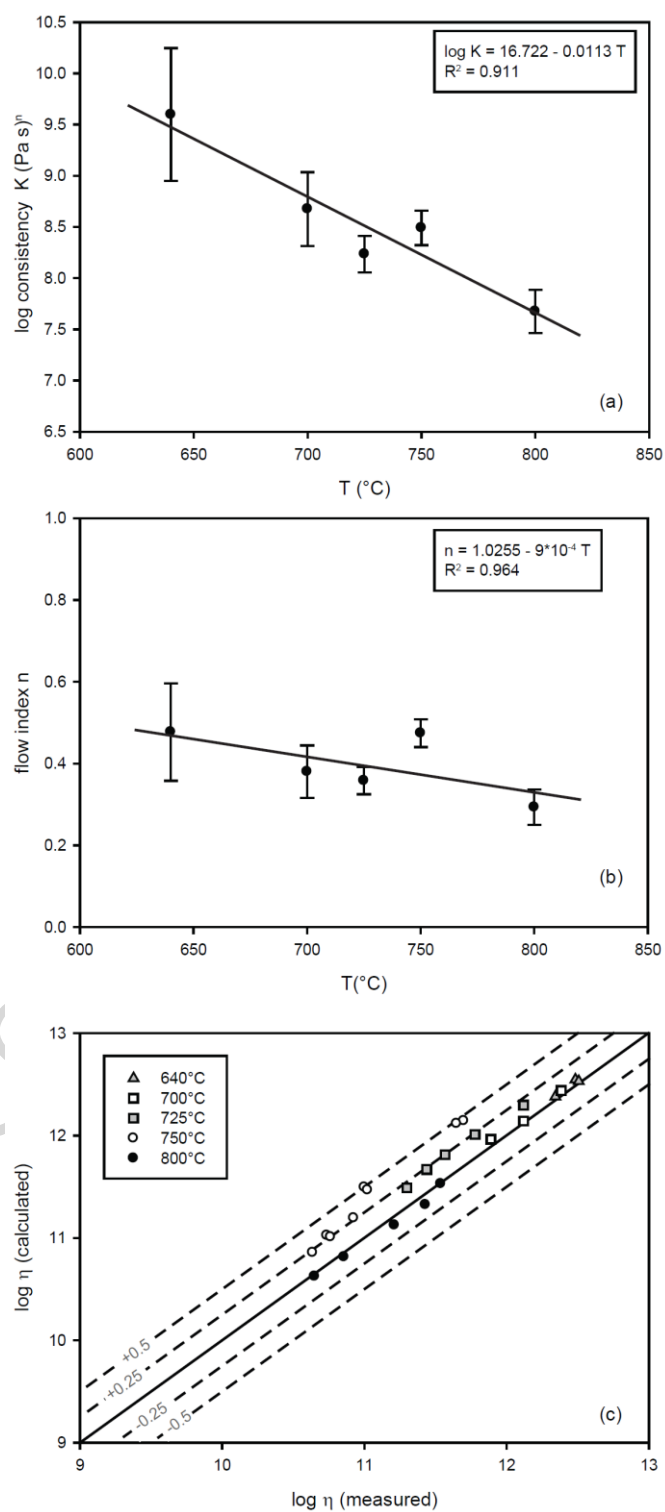 log K = 16.722 - 0.0113 T
R² = 0.911
10.5
10.0
9.5
9.0
8.5
8.0
7.5
7.0
6.5
log consistency K (Pa s)ⁿ
(a)
600 650 700 750 800 850
T (°C)
n = 1.0255 - 9*10⁻⁴ T
R² = 0.964
1.0
0.8
0.6
0.4
0.2
0.0
flow index n
(b)
600 650 700 750 800 850
T(°C)
640°C
700°C
725°C
750°C
800°C
13
12
11
10
9
log η (calculated)
+0.5
+0.25
-0.25
-0.5
(c)
9 10 11 12 13
log η (measured)